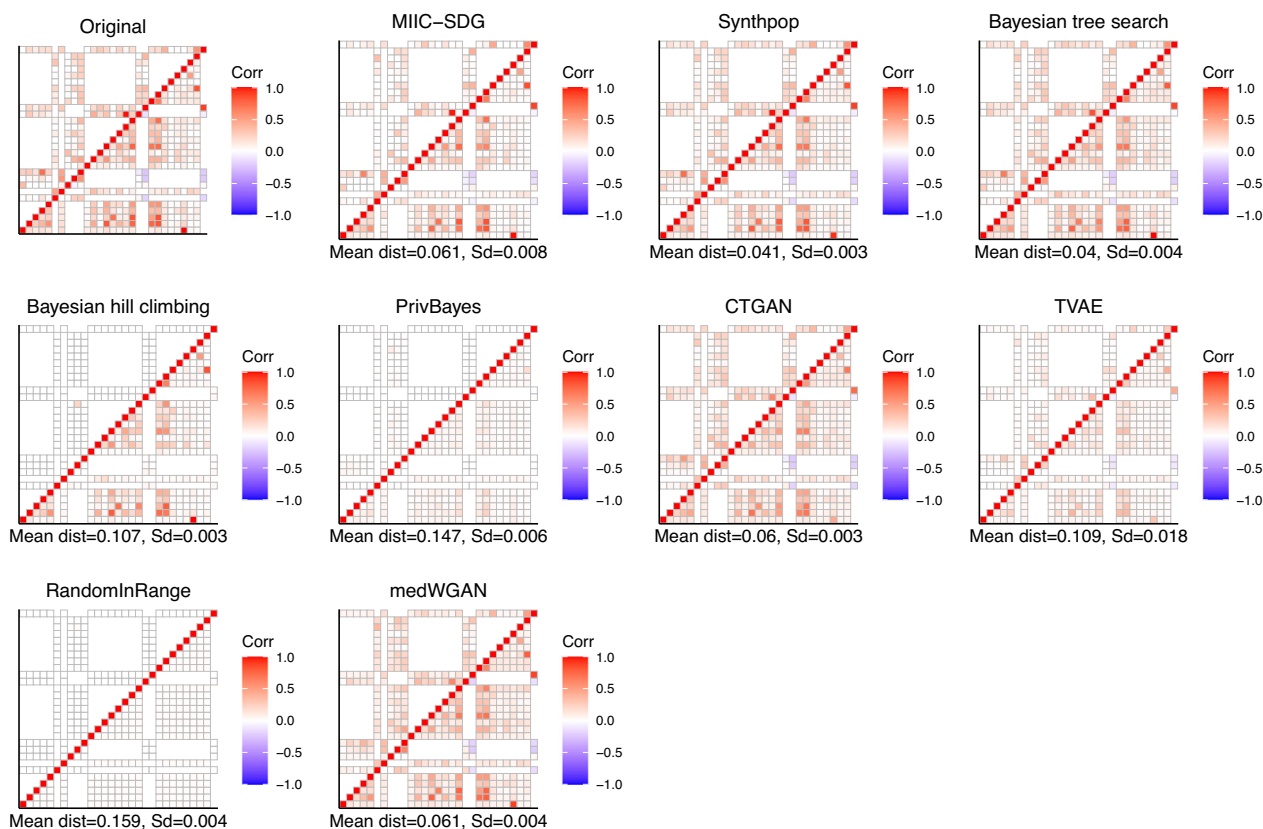 Original
MIIC−SDG
Synthpop
Bayesian tree search
Corr
1.0
0.5
0.0
−0.5
−1.0
Corr
1.0
0.5
0.0
−0.5
−1.0
Corr
1.0
0.5
0.0
−0.5
−1.0
Corr
1.0
0.5
0.0
−0.5
−1.0
Mean dist=0.061, Sd=0.008
Mean dist=0.041, Sd=0.003
Mean dist=0.04, Sd=0.004
Bayesian hill climbing
PrivBayes
CTGAN
TVAE
Corr
1.0
0.5
0.0
−0.5
−1.0
Corr
1.0
0.5
0.0
−0.5
−1.0
Corr
1.0
0.5
0.0
−0.5
−1.0
Corr
1.0
0.5
0.0
−0.5
−1.0
Mean dist=0.107, Sd=0.003
Mean dist=0.147, Sd=0.006
Mean dist=0.06, Sd=0.003
Mean dist=0.109, Sd=0.018
RandomInRange
medWGAN
Corr
1.0
0.5
0.0
−0.5
−1.0
Corr
1.0
0.5
0.0
−0.5
−1.0
Mean dist=0.159, Sd=0.004
Mean dist=0.061, Sd=0.004